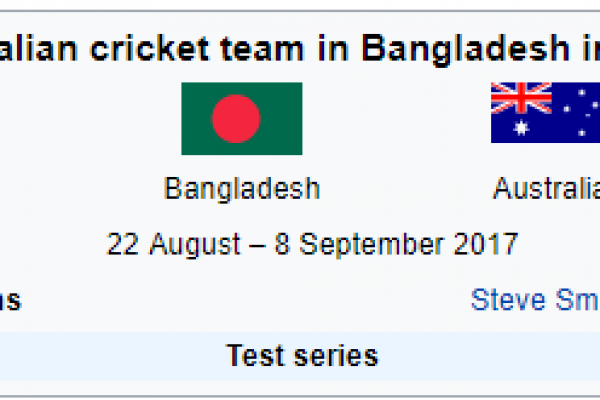 alian cricket team in Bangladesh in
Bangladesh Australia
22 August – 8 September 2017
ns Steve Sm
Test series